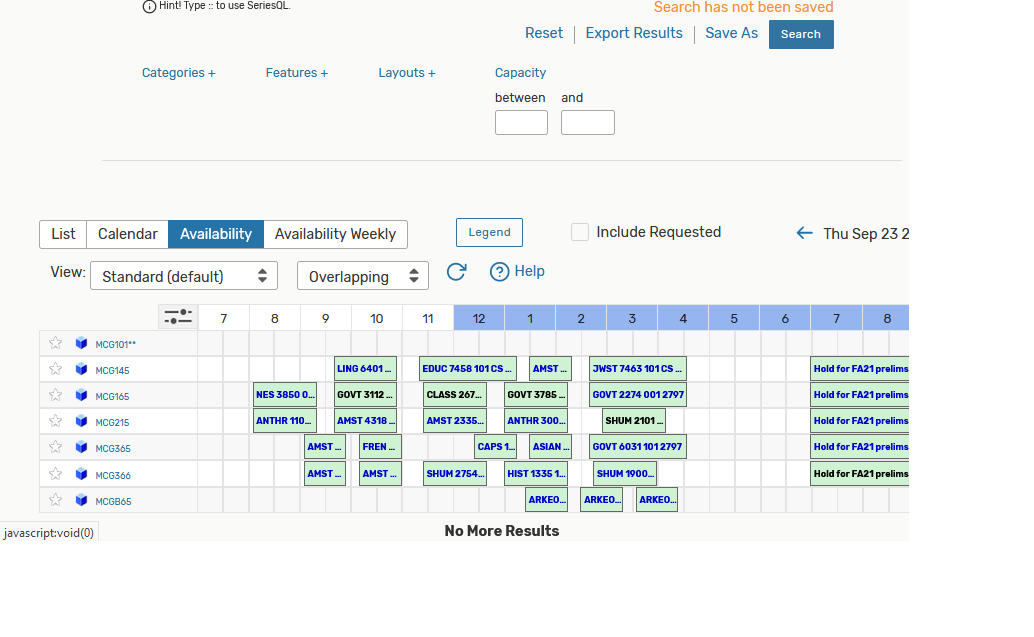 Hint! Type :: to use SeriesQL.
Search has not been saved
Reset Export Results Save As Search
Categories + Features + Layouts + Capacity
between and
List Calendar Availability Availability Weekly Legend Include Requested Thu Sep 23 2
View: Standard (default) Overlapping Help
7 8 9 10 11 12 1 2 3 4 5 6 7 8
MCG101**
MCG145 LING 6401 ... EDUC 7458 101 CS ... AMST ... JWST 7463 101 CS ... Hold for FA21 prelims
MCG165 NES 3850 0... GOVT 3112 ... CLASS 267... GOVT 3785 ... GOVT 2274 001 2797 Hold for FA21 prelims
MCG215 ANTHR 110... AMST 4318 ... AMST 2335... ANTHR 300... SHUM 2101 ... Hold for FA21 prelims
MCG365 AMST ... FREN ... CAPS 1... ASIAN ... GOVT 6031 101 2797 Hold for FA21 prelims
MCG366 AMST ... AMST ... SHUM 2754... HIST 1335 1... SHUM 1900... Hold for FA21 prelims
MCGB65 ARKEO... ARKEO... ARKEO...
javascript:void(0) No More Results